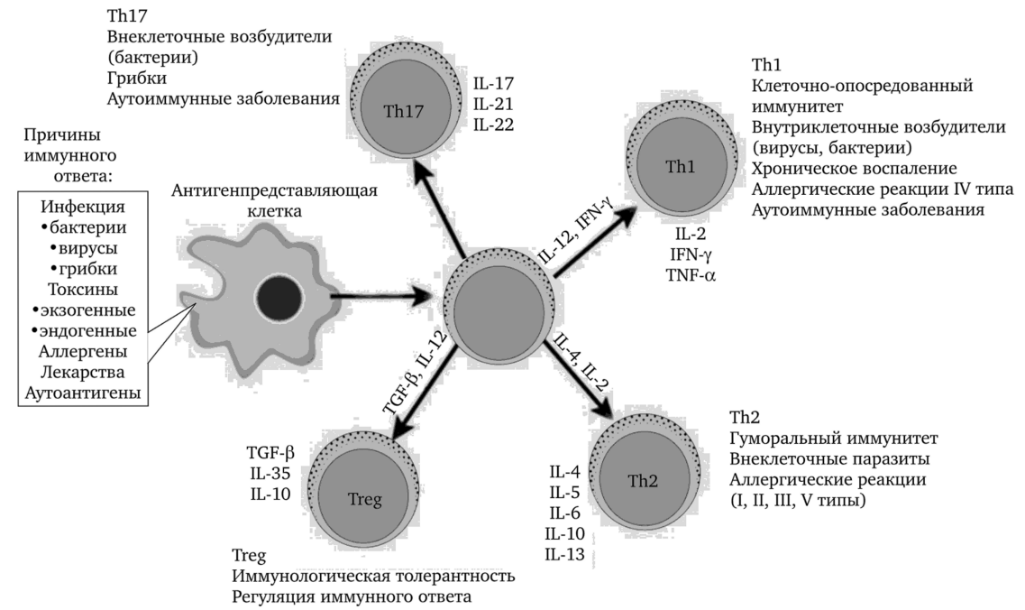 Th17
Внеклеточные возбудители
(бактерии)
Грибки
Аутоиммунные заболевания
Th17
IL-17
IL-21
IL-22
Th1
Клеточно-опосредованный
иммунитет
Внутриклеточные возбудители
(вирусы, бактерии)
Хроническое воспаление
Аллергические реакции IV типа
Аутоиммунные заболевания
Th1
IL-2
IFN-γ
TNF-α
Причины
иммунного
ответа:
Инфекция
•бактерии
•вирусы
•грибки
Токсины
•экзогенные
•эндогенные
Аллергены
Лекарства
Аутоантигены
Антигенпредставляющая
клетка
IL-12, IFN-γ
TGF-β, IL-12
IL-4, IL-2
TGF-β
IL-35
IL-10
Treg
Treg
Иммунологическая толерантность
Регуляция иммунного ответа
IL-4
IL-5
IL-6
IL-10
IL-13
Th2
Th2
Гуморальный иммунитет
Внеклеточные паразиты
Аллергические реакции
(I, II, III, V типы)